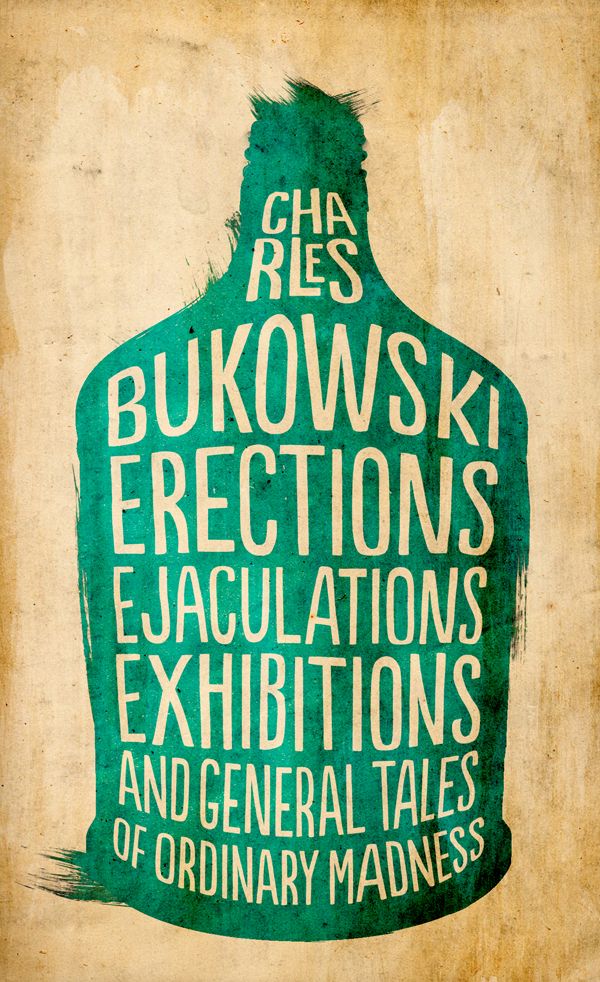 CHA
RLES
BUKOWSKI
ERECTIONS
EJACULATIONS
EXHIBITIONS
AND GENERAL TALES
OF ORDINARY MADNESS